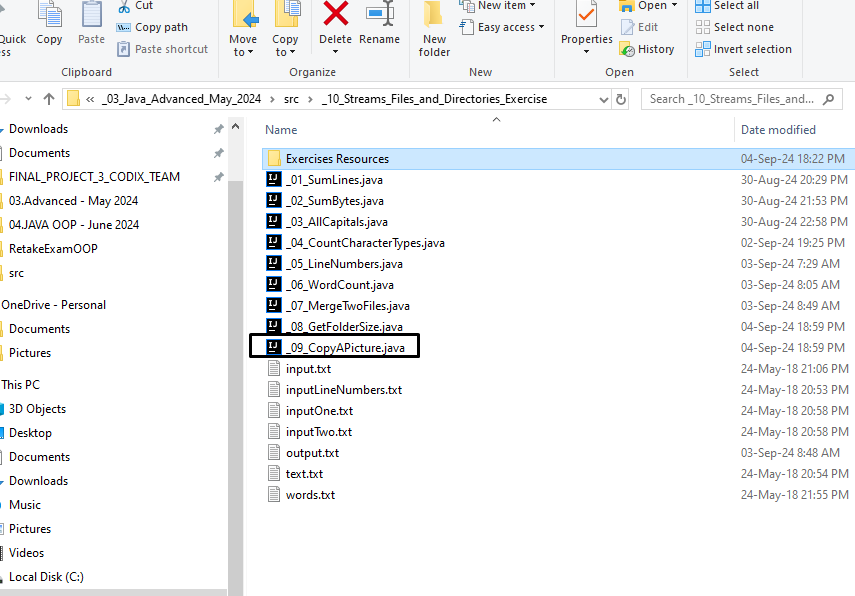 Cut
Copy path
Paste shortcut
Quick
Copy
Paste
Clipboard
Move to
Copy to
Delete
Rename
Organize
New folder
New item
Easy access
New
Properties
Open
Edit
History
Open
Select all
Select none
Invert selection
Select
« _03_Java_Advanced_May_2024 > src > _10_Streams_Files_and_Directories_Exercise
Search _10_Streams_Files_and...
Downloads
Documents
FINAL_PROJECT_3_CODIX_TEAM
03.Advanced - May 2024
04.JAVA OOP - June 2024
RetakeExamOOP
src
OneDrive - Personal
Documents
Pictures
This PC
3D Objects
Desktop
Documents
Downloads
Music
Pictures
Videos
Local Disk (C:)
Name Date modified
Exercises Resources 04-Sep-24 18:22 PM
_01_SumLines.java 30-Aug-24 20:29 PM
_02_SumBytes.java 30-Aug-24 21:53 PM
_03_AllCapitals.java 30-Aug-24 22:58 PM
_04_CountCharacterTypes.java 02-Sep-24 19:25 PM
_05_LineNumbers.java 03-Sep-24 7:29 AM
_06_WordCount.java 03-Sep-24 8:05 AM
_07_MergeTwoFiles.java 03-Sep-24 8:49 AM
_08_GetFolderSize.java 04-Sep-24 18:59 PM
_09_CopyAPicture.java 04-Sep-24 18:59 PM
input.txt 24-May-18 21:06 PM
inputLineNumbers.txt 24-May-18 20:53 PM
inputOne.txt 24-May-18 20:58 PM
inputTwo.txt 24-May-18 20:58 PM
output.txt 03-Sep-24 8:48 AM
text.txt 24-May-18 20:54 PM
words.txt 24-May-18 21:55 PM